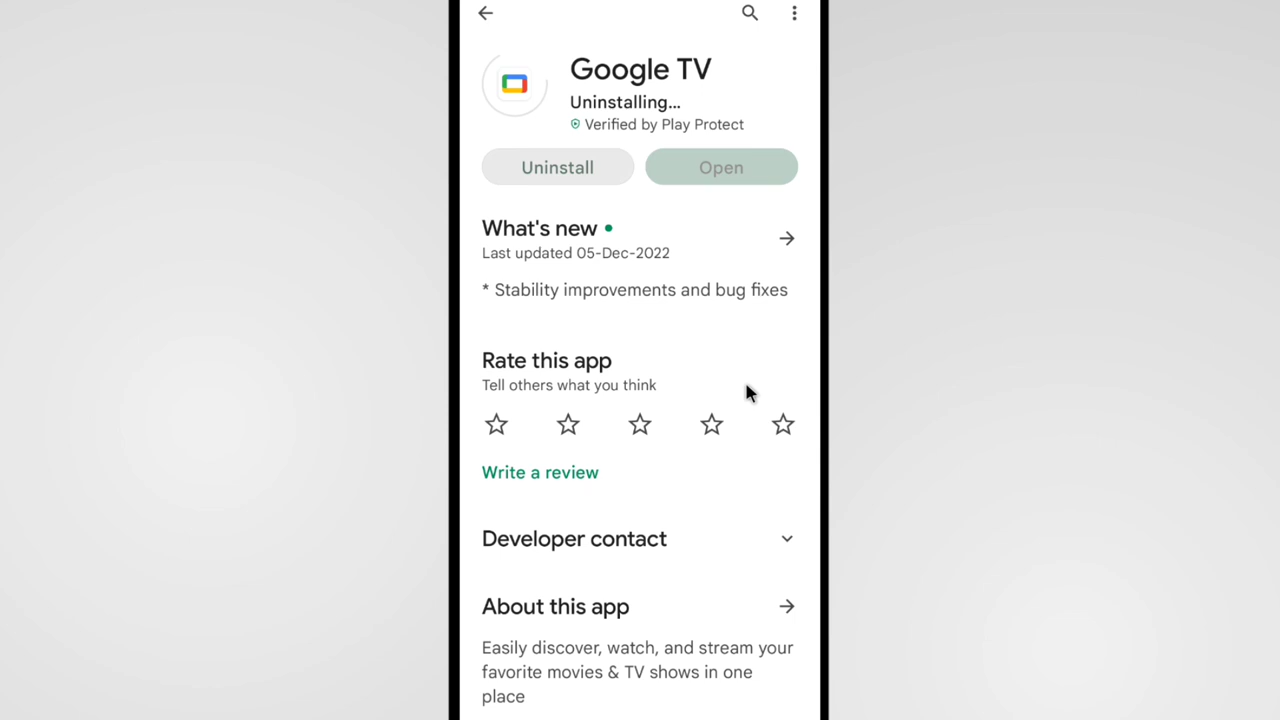 Google TV
Uninstalling...
Verified by Play Protect
Uninstall
Open
What's new
Last updated 05-Dec-2022
* Stability improvements and bug fixes
Rate this app
Tell others what you think
Write a review
Developer contact
About this app
Easily discover, watch, and stream your
favorite movies & TV shows in one
place